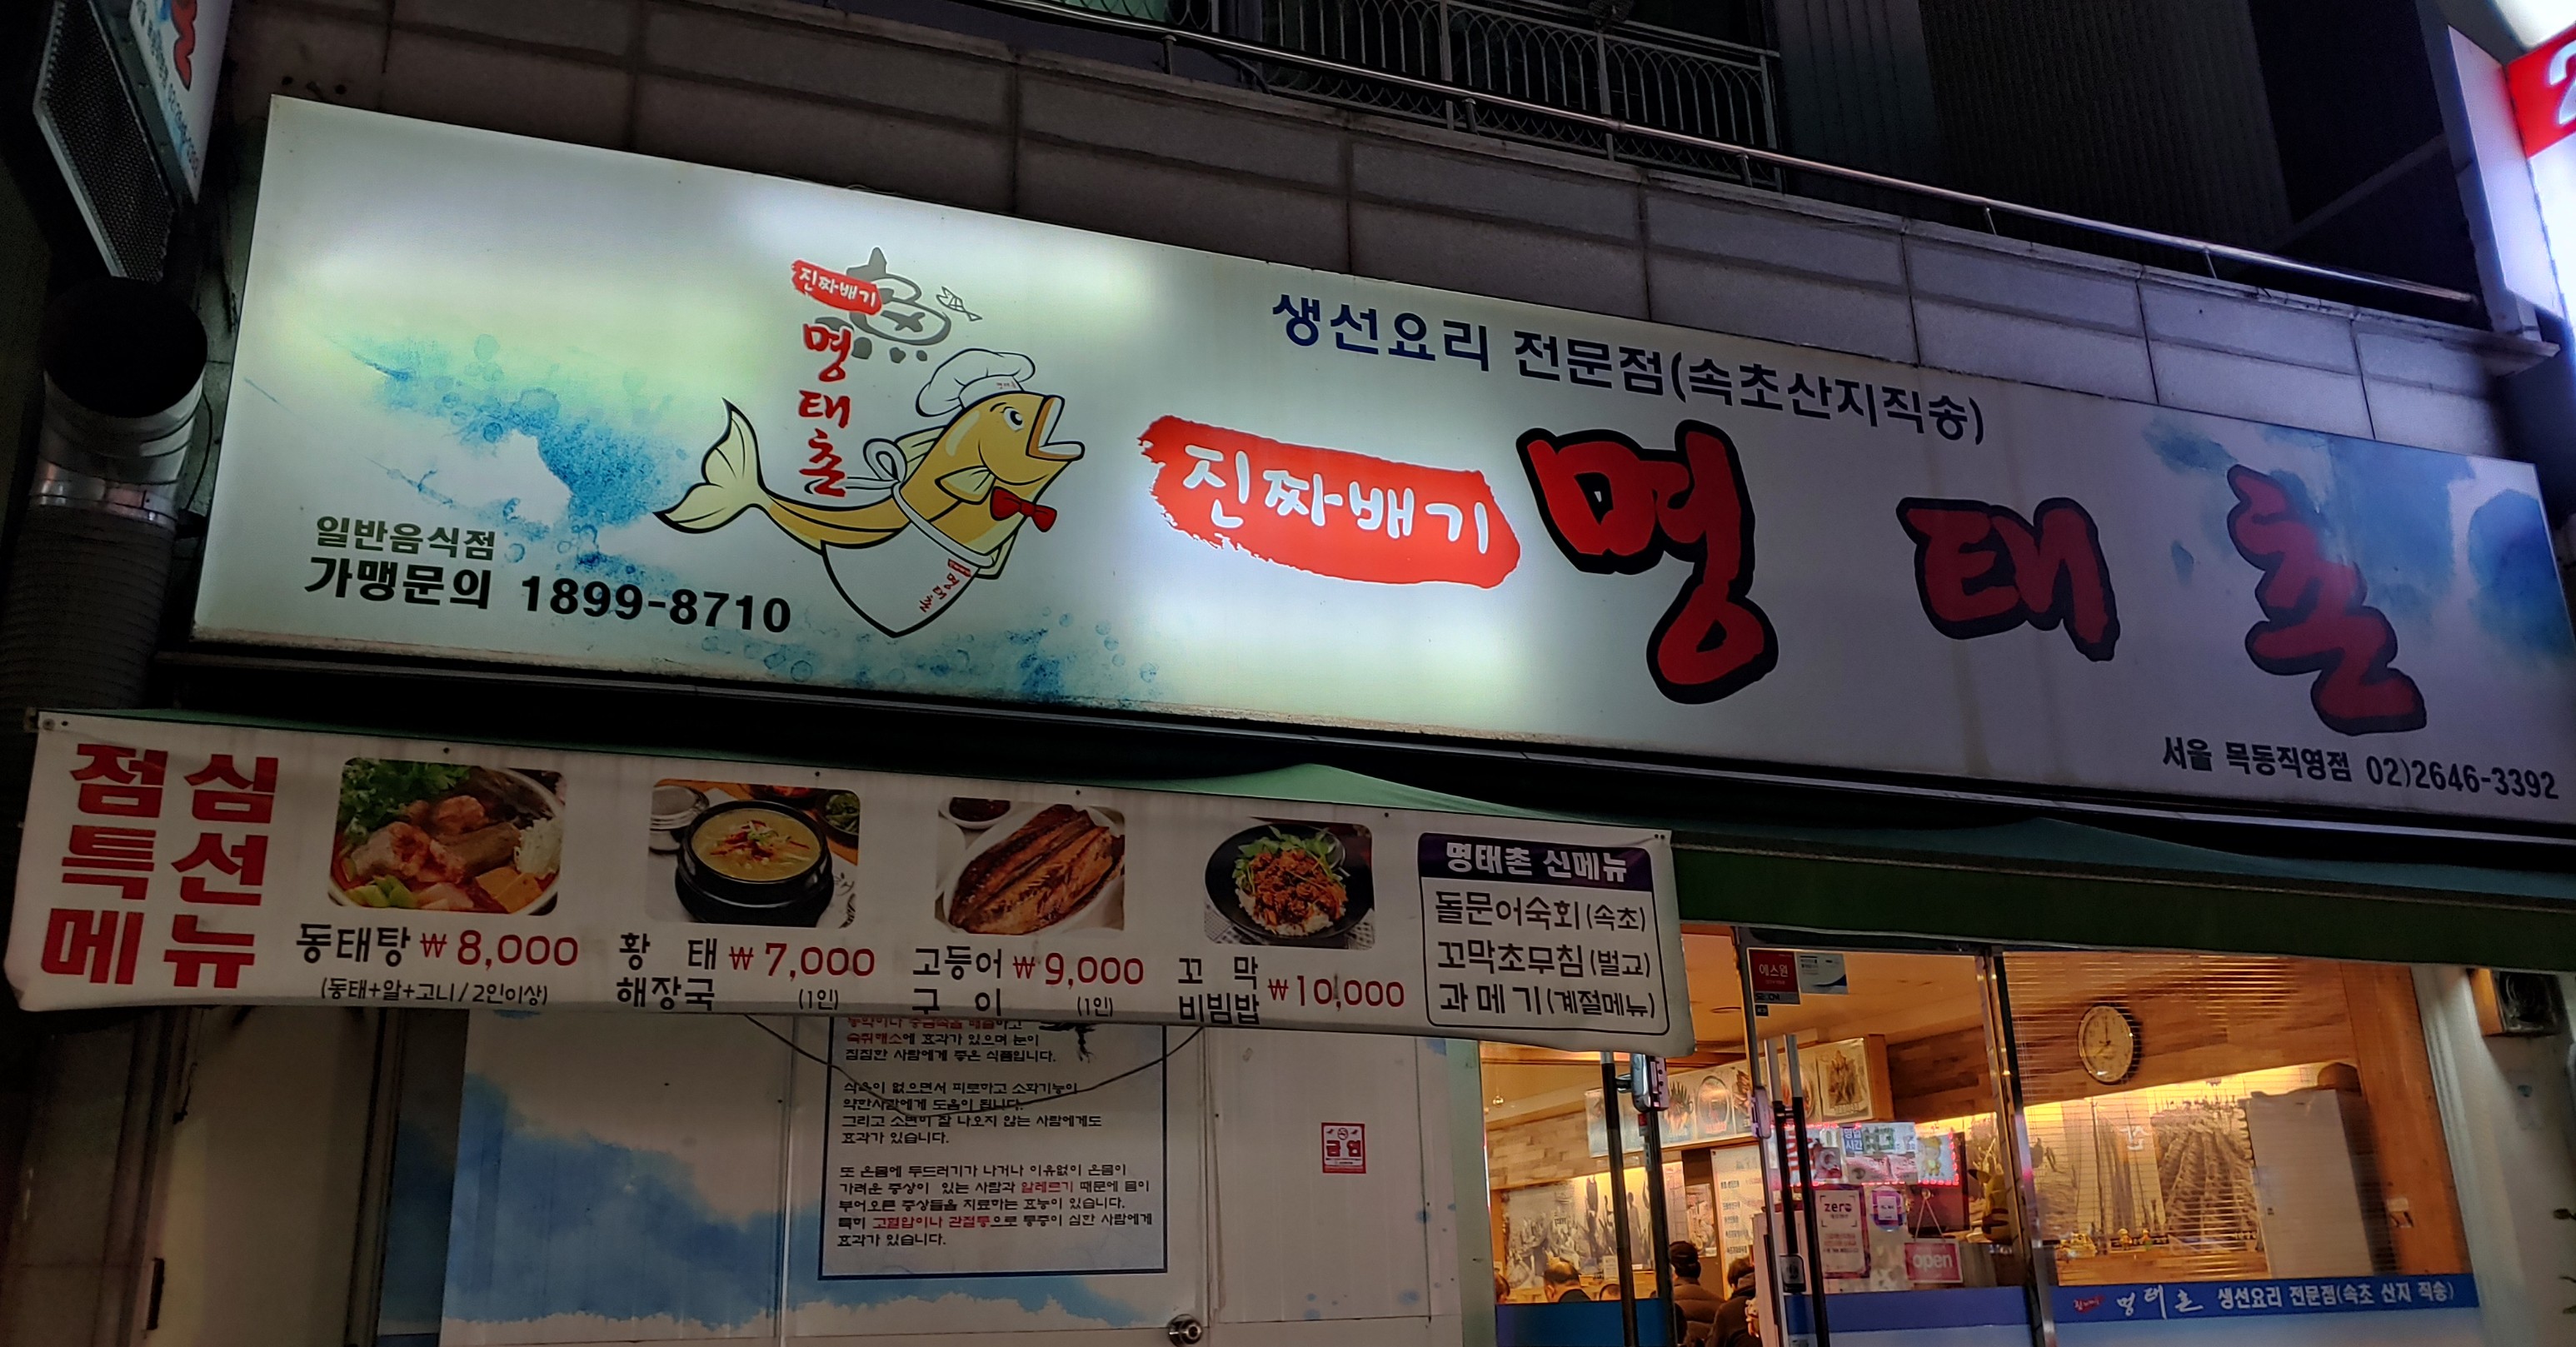 진짜배기
명
태
촌
생선요리 전문점(속초산지직송)
진짜배기 명 태 촌
일반음식점
가맹문의 1899-8710
서울 목동직영점 02)2646-3392
점심
특선
메뉴
동태탕 ₩8,000
(동태+알+고니/2인이상)
황 태
해장국
₩7,000
(1인)
고등어
구 이
₩9,000
(1인)
꼬 막
비빔밥
₩10,000
명태촌 신메뉴
돌문어숙회(속초)
꼬막초무침(벌교)
과메기(계절메뉴)
숙취해소에 효과가 있으며 눈이
침침한 사람에게 좋은 식품입니다.
식욕이 없으면서 피로하고 소화기능이
약한사람에게 도움이 됩니다.
그리고 소변이 잘 나오지 않는 사람에게도
효과가 있습니다.
또 온몸에 두드러기가 나거나 이유없이 온몸이
가려운 증상이 있는 사람과 알레르기 때문에 몸이
부어오른 증상들을 치료하는 효능이 있습니다.
특히 고혈압이나 관절통으로 통증이 심한 사람에게
효과가 있습니다.
금연
에스원
zero
open
명태촌 생선요리 전문점(속초 산지 직송)